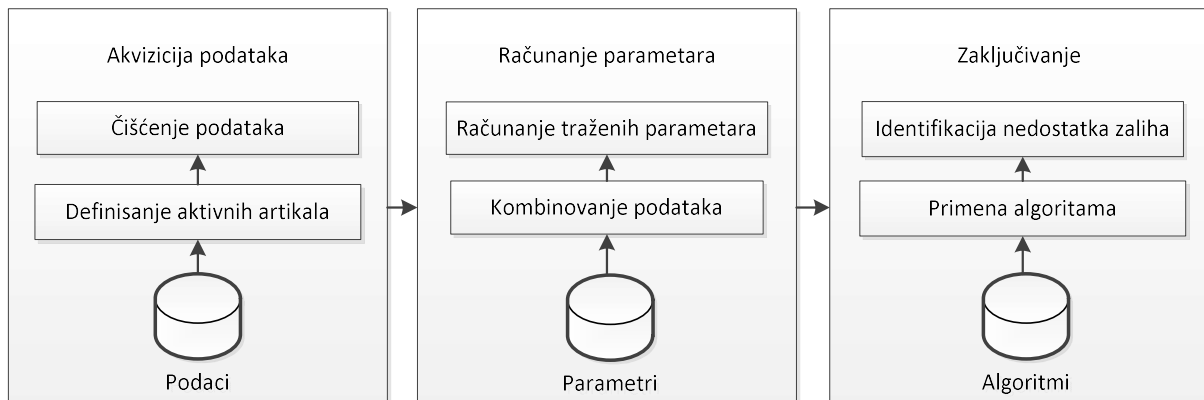 Akvizicija podataka
Čišćenje podataka
Definisanje aktivnih artikala
Podaci
Računanje parametara
Računanje traženih parametara
Kombinovanje podataka
Parametri
Zaključivanje
Identifikacija nedostatka zaliha
Primena algoritama
Algoritmi